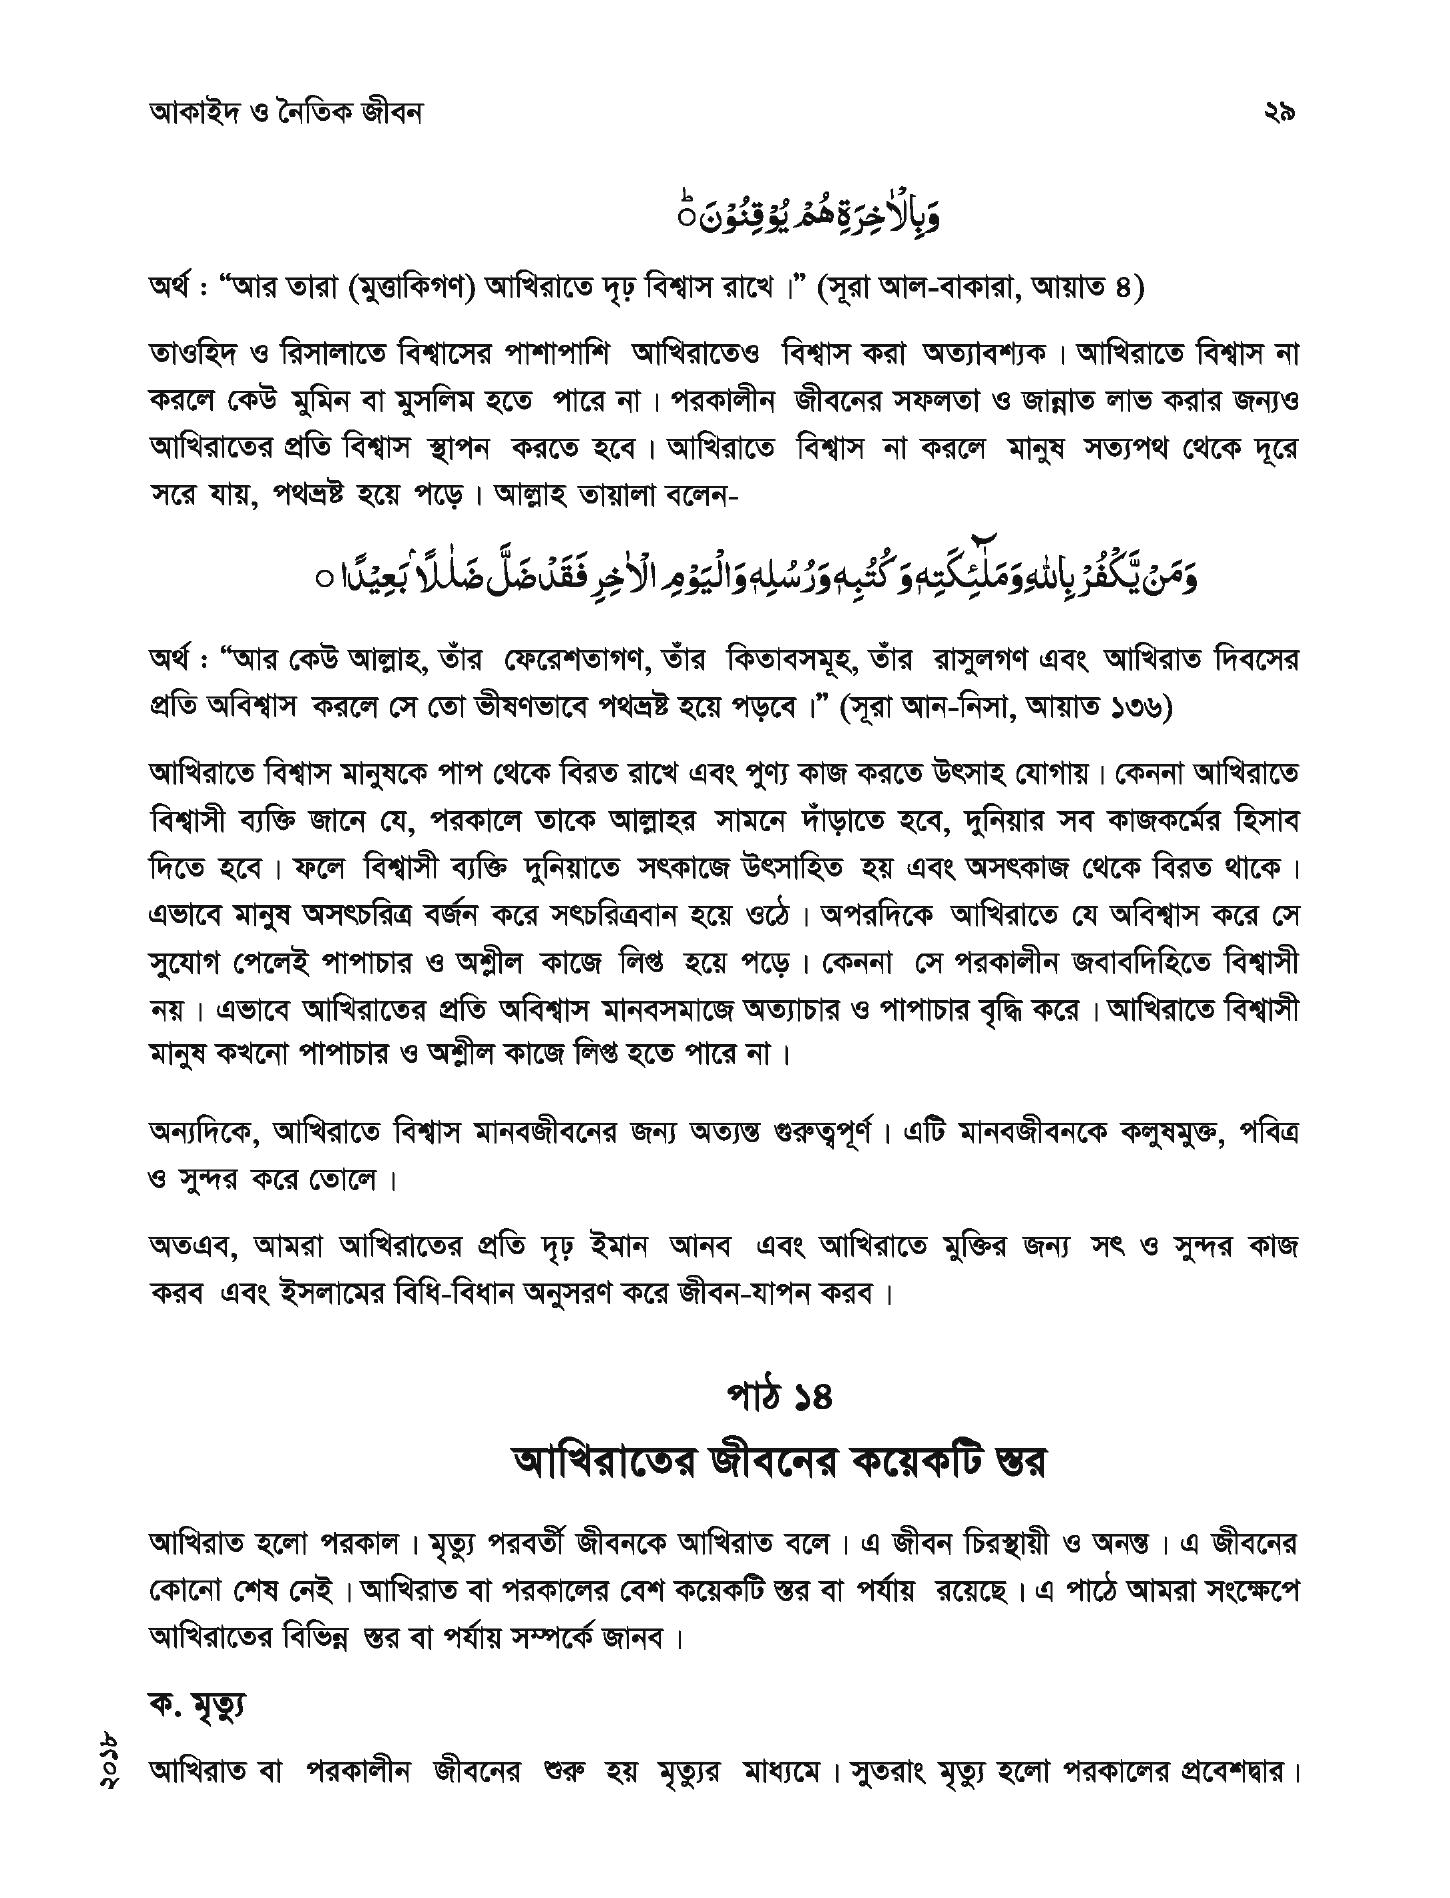 আকাইদ ও নৈতিক জীবন ২৯
وَبِالْاٰخِرَةِ هُمْ يُوْقِنُوْنَ ○ؕ
অর্থ : “আর তারা (মুত্তাকিগণ) আখিরাতে দৃঢ় বিশ্বাস রাখে।” (সূরা আল-বাকারা, আয়াত ৪)
তাওহিদ ও রিসালাতে বিশ্বাসের পাশাপাশি আখিরাতেও বিশ্বাস করা অত্যাবশ্যক। আখিরাতে বিশ্বাস না
করলে কেউ মুমিন বা মুসলিম হতে পারে না। পরকালীন জীবনের সফলতা ও জান্নাত লাভ করার জন্যও
আখিরাতের প্রতি বিশ্বাস স্থাপন করতে হবে। আখিরাতে বিশ্বাস না করলে মানুষ সত্যপথ থেকে দূরে
সরে যায়, পথভ্রষ্ট হয়ে পড়ে। আল্লাহ তায়ালা বলেন-
وَمَنْ يَّكْفُرْ بِاللهِ وَمَلٰٓئِكَتِهٖ وَكُتُبِهٖ وَرُسُلِهٖ وَالْيَوْمِ الْاٰخِرِ فَقَدْ ضَلَّ ضَلٰلًاۢ بَعِيْدًا ○
অর্থ : “আর কেউ আল্লাহ, তাঁর ফেরেশতাগণ, তাঁর কিতাবসমূহ, তাঁর রাসুলগণ এবং আখিরাত দিবসের
প্রতি অবিশ্বাস করলে সে তো ভীষণভাবে পথভ্রষ্ট হয়ে পড়বে।” (সূরা আন-নিসা, আয়াত ১৩৬)
আখিরাতে বিশ্বাস মানুষকে পাপ থেকে বিরত রাখে এবং পুণ্য কাজ করতে উৎসাহ যোগায়। কেননা আখিরাতে
বিশ্বাসী ব্যক্তি জানে যে, পরকালে তাকে আল্লাহর সামনে দাঁড়াতে হবে, দুনিয়ার সব কাজকর্মের হিসাব
দিতে হবে। ফলে বিশ্বাসী ব্যক্তি দুনিয়াতে সৎকাজে উৎসাহিত হয় এবং অসৎকাজ থেকে বিরত থাকে।
এভাবে মানুষ অসৎচরিত্র বর্জন করে সৎচরিত্রবান হয়ে ওঠে। অপরদিকে আখিরাতে যে অবিশ্বাস করে সে
সুযোগ পেলেই পাপাচার ও অশ্লীল কাজে লিপ্ত হয়ে পড়ে। কেননা সে পরকালীন জবাবদিহিতে বিশ্বাসী
নয়। এভাবে আখিরাতের প্রতি অবিশ্বাস মানবসমাজে অত্যাচার ও পাপাচার বৃদ্ধি করে। আখিরাতে বিশ্বাসী
মানুষ কখনো পাপাচার ও অশ্লীল কাজে লিপ্ত হতে পারে না।
অন্যদিকে, আখিরাতে বিশ্বাস মানবজীবনের জন্য অত্যন্ত গুরুত্বপূর্ণ। এটি মানবজীবনকে কলুষমুক্ত, পবিত্র
ও সুন্দর করে তোলে।
অতএব, আমরা আখিরাতের প্রতি দৃঢ় ইমান আনব এবং আখিরাতে মুক্তির জন্য সৎ ও সুন্দর কাজ
করব এবং ইসলামের বিধি-বিধান অনুসরণ করে জীবন-যাপন করব।
পাঠ ১৪
আখিরাতের জীবনের কয়েকটি স্তর
আখিরাত হলো পরকাল। মৃত্যু পরবর্তী জীবনকে আখিরাত বলে। এ জীবন চিরস্থায়ী ও অনন্ত। এ জীবনের
কোনো শেষ নেই। আখিরাত বা পরকালের বেশ কয়েকটি স্তর বা পর্যায় রয়েছে। এ পাঠে আমরা সংক্ষেপে
আখিরাতের বিভিন্ন স্তর বা পর্যায় সম্পর্কে জানব।
ক. মৃত্যু
আখিরাত বা পরকালীন জীবনের শুরু হয় মৃত্যুর মাধ্যমে। সুতরাং মৃত্যু হলো পরকালের প্রবেশদ্বার।
২০১৮